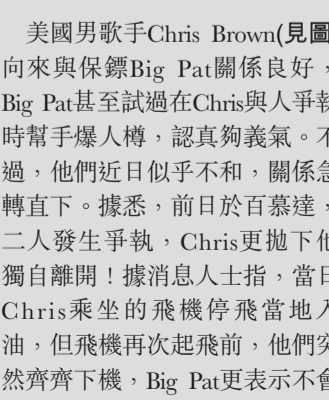 美國男歌手Chris Brown(見圖
向來與保鏢Big Pat關係良好，
Big Pat甚至試過在Chris與人爭執
時幫手爆人樽，認真夠義氣。不
過，他們近日似乎不和，關係急
轉直下。據悉，前日於百慕達，
二人發生爭執，Chris更拋下他
獨自離開！據消息人士指，當日
Chris乘坐的飛機停飛當地入
油，但飛機再次起飛前，他們突
然齊齊下機，Big Pat更表示不會